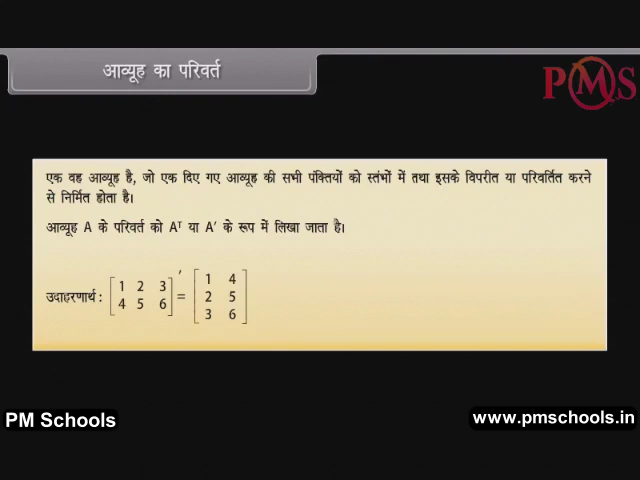 आव्यूह का परिवर्त
PMS
एक वह आव्यूह है, जो एक दिए गए आव्यूह की सभी पंक्तियों को स्तंभों में तथा इसके विपरीत या परिवर्तित करने
से निर्मित होता है।
आव्यूह A के परिवर्त को Aᵀ या A′ के रूप में लिखा जाता है।
उदाहरणार्थ: [1 2 3; 4 5 6]′ = [1 4; 2 5; 3 6]
PM Schools
www.pmschools.in